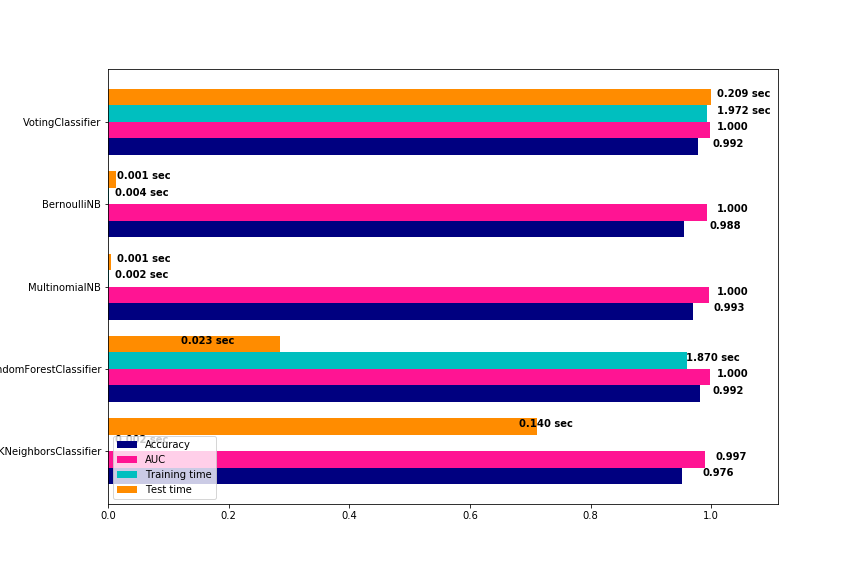 0.209 sec
1.972 sec
VotingClassifier
1.000
0.992
0.001 sec
0.004 sec
BernoulliNB
1.000
0.988
0.001 sec
0.002 sec
MultinomialNB
1.000
0.993
0.023 sec
1.870 sec
ndomForestClassifier
1.000
0.992
0.140 sec
0.002 sec
KNeighborsClassifier
0.997
0.976
Accuracy
AUC
Training time
Test time
0.0 0.2 0.4 0.6 0.8 1.0